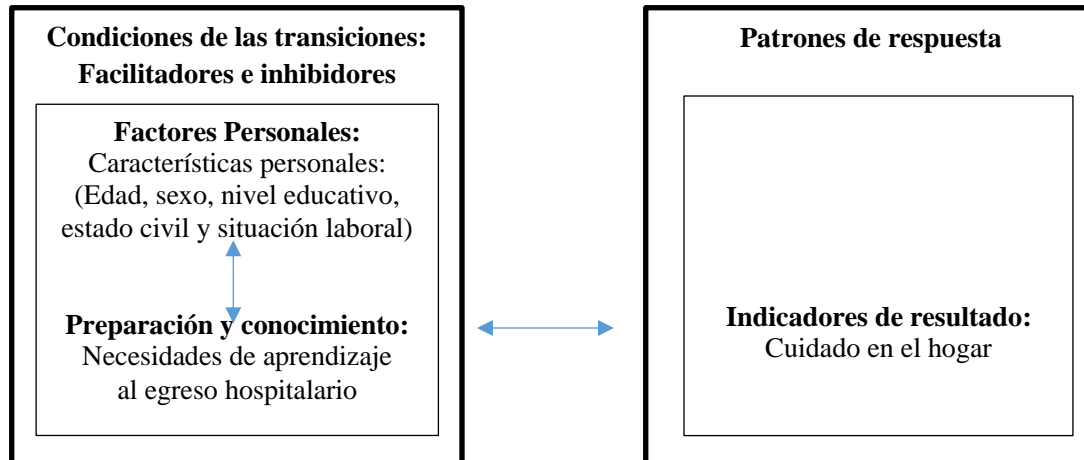 Condiciones de las transiciones:
Facilitadores e inhibidores
Factores Personales:
Características personales:
(Edad, sexo, nivel educativo,
estado civil y situación laboral)
Preparación y conocimiento:
Necesidades de aprendizaje
al egreso hospitalario
Patrones de respuesta
Indicadores de resultado:
Cuidado en el hogar